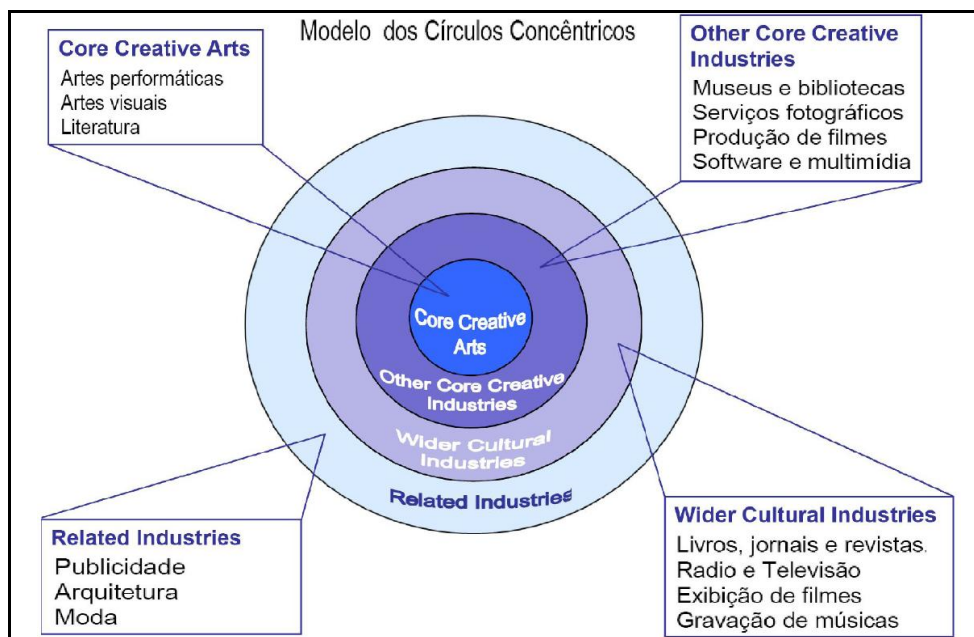 Modelo dos Círculos Concêntricos
Core Creative Arts
Artes performáticas
Artes visuais
Literatura
Other Core Creative
Industries
Museus e bibliotecas
Serviços fotográficos
Produção de filmes
Software e multimídia
Core Creative
Arts
Other Core Creative
Industries
Wider Cultural
Industries
Related Industries
Related Industries
Publicidade
Arquitetura
Moda
Wider Cultural Industries
Livros, jornais e revistas.
Radio e Televisão
Exibição de filmes
Gravação de músicas